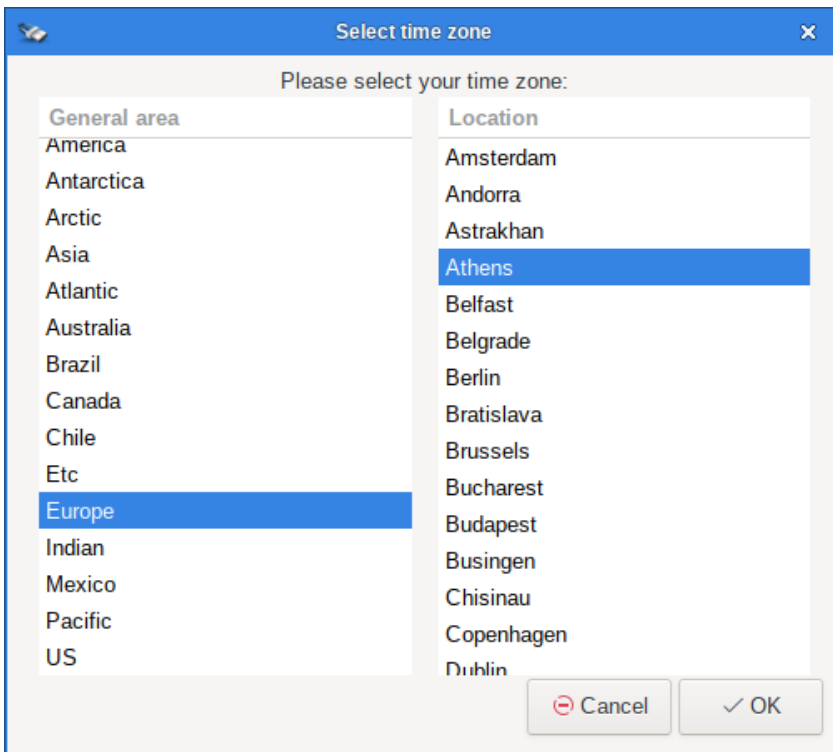 Select time zone
Please select your time zone:
General area
America
Antarctica
Arctic
Asia
Atlantic
Australia
Brazil
Canada
Chile
Etc
Europe
Indian
Mexico
Pacific
US
Location
Amsterdam
Andorra
Astrakhan
Athens
Belfast
Belgrade
Berlin
Bratislava
Brussels
Bucharest
Budapest
Busingen
Chisinau
Copenhagen
Dublin
Cancel
OK